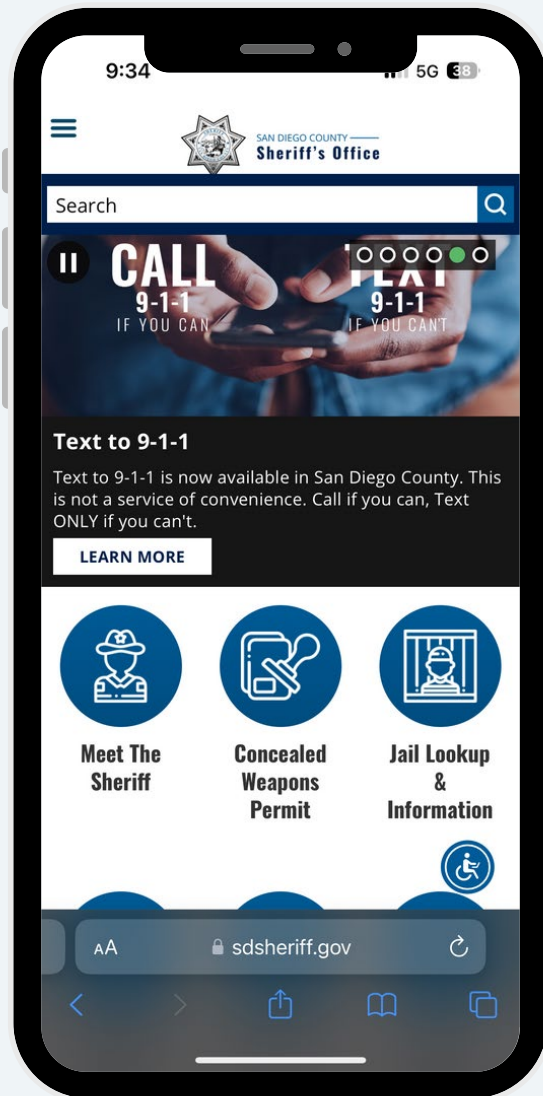 9:34
5G 38
SAN DIEGO COUNTY
Sheriff's Office
Search
CALL
9-1-1
IF YOU CAN
TEXT
9-1-1
IF YOU CAN'T
Text to 9-1-1
Text to 9-1-1 is now available in San Diego County. This
is not a service of convenience. Call if you can, Text
ONLY if you can't.
LEARN MORE
Meet The
Sheriff
Concealed
Weapons
Permit
Jail Lookup
&
Information
AA
sdsheriff.gov